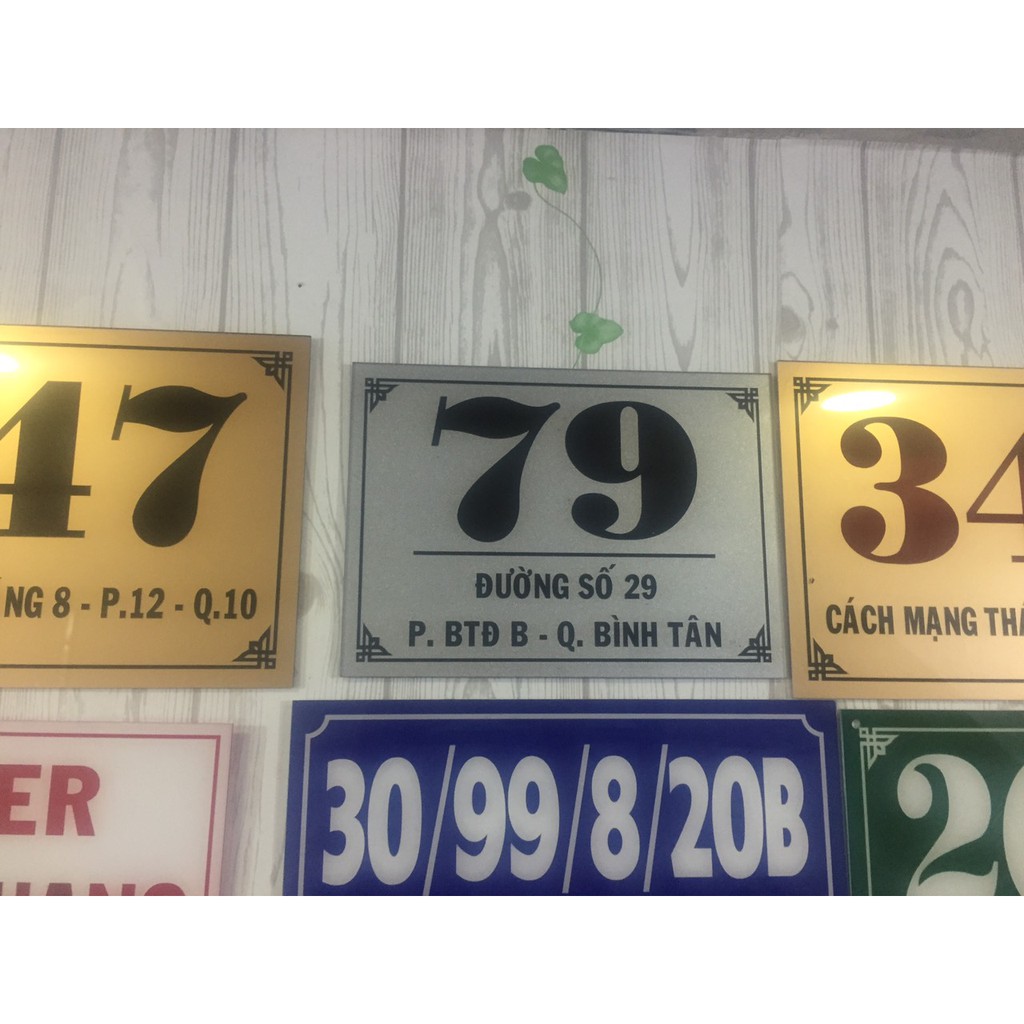 47
NG 8 - P.12 - Q.10
79
ĐƯỜNG SỐ 29
P. BTĐ B - Q. BÌNH TÂN
34
CÁCH MẠNG THÁ
ER
30/99/8/20B
20